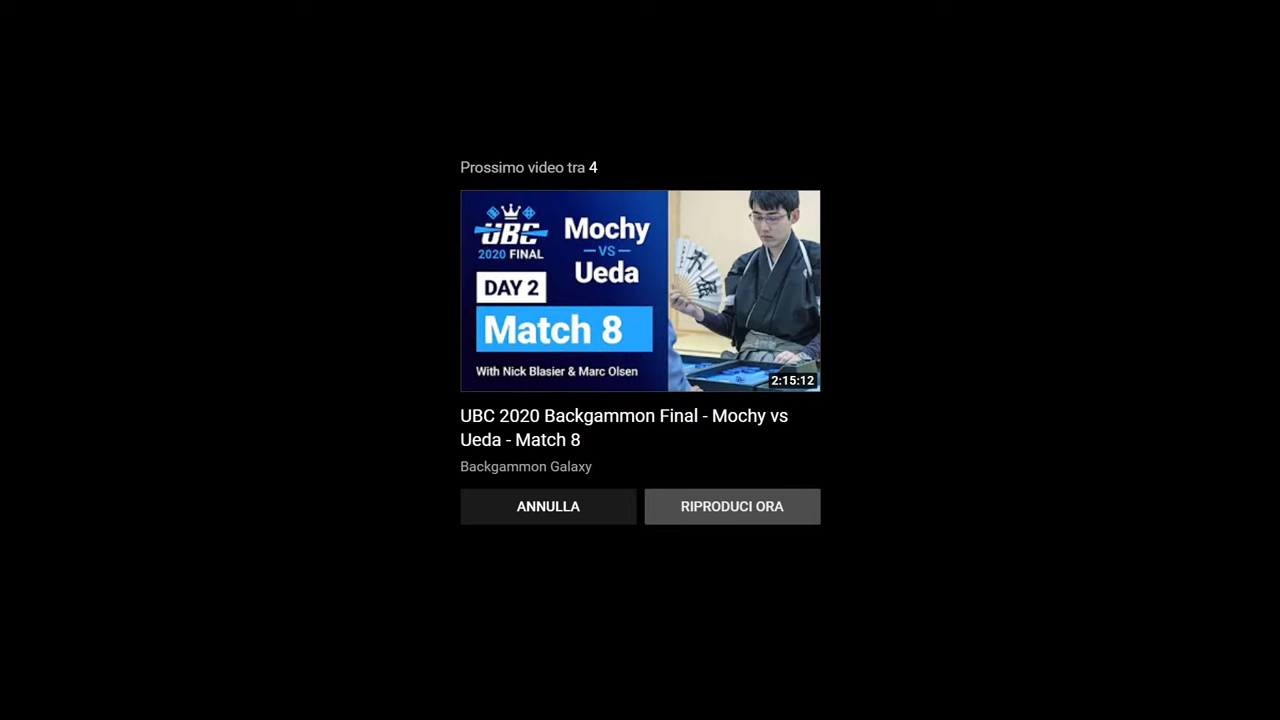 Prossimo video tra 4
UBC
2020 FINAL
Mochy
VS
Ueda
DAY 2
Match 8
With Nick Blasier & Marc Olsen
2:15:12
UBC 2020 Backgammon Final - Mochy vs
Ueda - Match 8
Backgammon Galaxy
ANNULLA
RIPRODUCI ORA